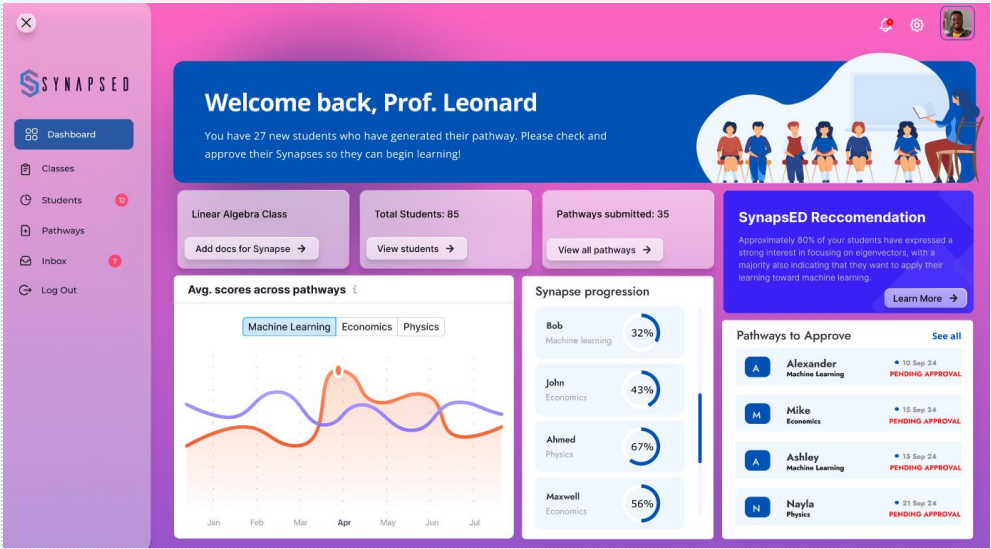 SYNAPSED
Dashboard
Classes
Students 12
Pathways
Inbox 7
Log Out
Welcome back, Prof. Leonard
You have 27 new students who have generated their pathway. Please check and
approve their Synapses so they can begin learning!
Linear Algebra Class
Add docs for Synapse →
Total Students: 85
View students →
Pathways submitted: 35
View all pathways →
SynapsED Reccomendation
Approximately 80% of your students have expressed a
strong interest in focusing on eigenvectors, with a
majority also indicating that they want to apply their
learning toward machine learning.
Learn More →
Avg. scores across pathways i
Machine Learning Economics Physics
Jan Feb Mar Apr May Jun Jul
Synapse progression
Bob
Machine learning
32%
John
Economics
43%
Ahmed
Physics
67%
Maxwell
Economics
56%
Pathways to Approve See all
A
Alexander
Machine Learning
10 Sep 24
PENDING APPROVAL
M
Mike
Economics
15 Sep 24
PENDING APPROVAL
A
Ashley
Machine Learning
15 Sep 24
PENDING APPROVAL
N
Nayla
Physics
21 Sep 24
PENDING APPROVAL